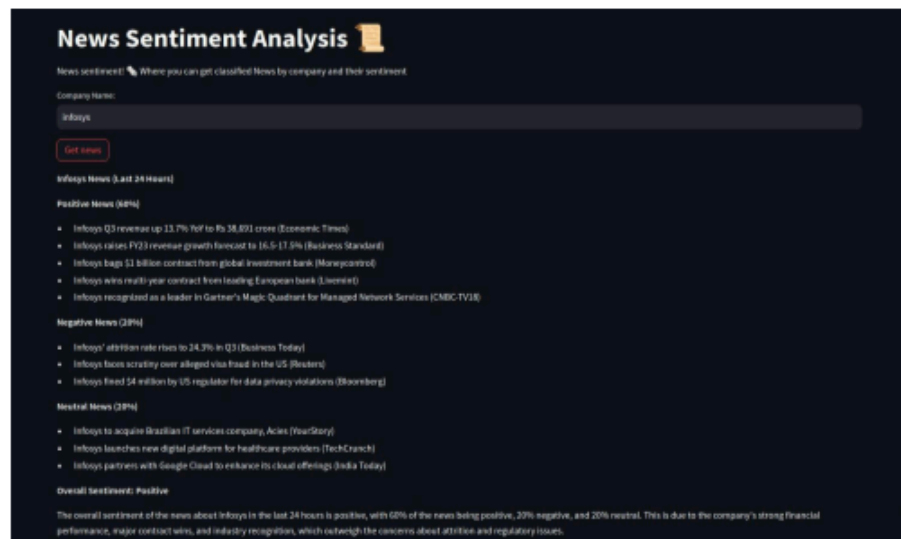 News Sentiment Analysis 📜
News sentiment! 🗞️ Where you can get classified News by company and their sentiment
Company Name:
infosys
Get news
Infosys News (Last 24 Hours)
Positive News (60%)
• Infosys Q3 revenue up 13.7% YoY to Rs 38,891 crore (Economic Times)
• Infosys raises FY23 revenue growth forecast to 16.5-17.5% (Business Standard)
• Infosys bags $1 billion contract from global investment bank (Moneycontrol)
• Infosys wins multi-year contract from leading European bank (Livemint)
• Infosys recognized as a leader in Gartner's Magic Quadrant for Managed Network Services (CNBC-TV18)
Negative News (20%)
• Infosys' attrition rate rises to 24.3% in Q3 (Business Today)
• Infosys faces scrutiny over alleged visa fraud in the US (Reuters)
• Infosys fined $4 million by US regulator for data privacy violations (Bloomberg)
Neutral News (20%)
• Infosys to acquire Brazilian IT services company, Acies (YourStory)
• Infosys launches new digital platform for healthcare providers (TechCrunch)
• Infosys partners with Google Cloud to enhance its cloud offerings (India Today)
Overall Sentiment: Positive
The overall sentiment of the news about Infosys in the last 24 hours is positive, with 60% of the news being positive, 20% negative, and 20% neutral. This is due to the company's strong financial
performance, major contract wins, and industry recognition, which outweigh the concerns about attrition and regulatory issues.